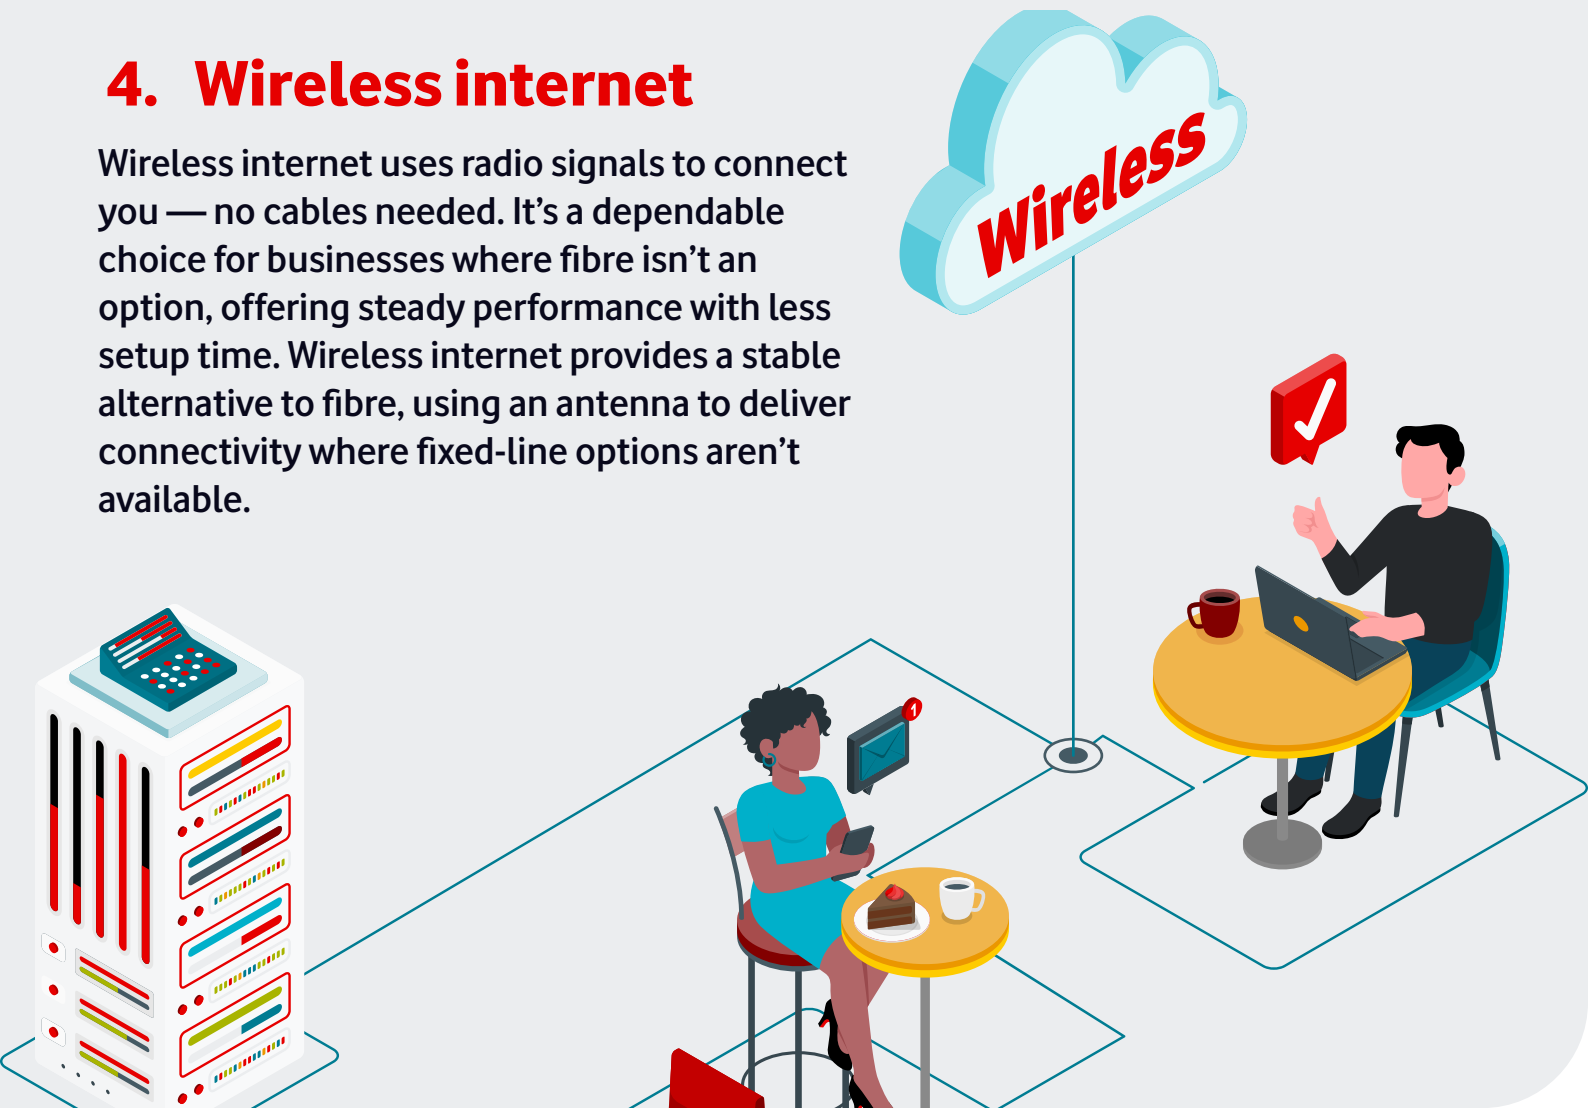 4. Wireless internet
Wireless internet uses radio signals to connect
you — no cables needed. It’s a dependable
choice for businesses where fibre isn’t an
option, offering steady performance with less
setup time. Wireless internet provides a stable
alternative to fibre, using an antenna to deliver
connectivity where fixed-line options aren’t
available.
Wireless
1